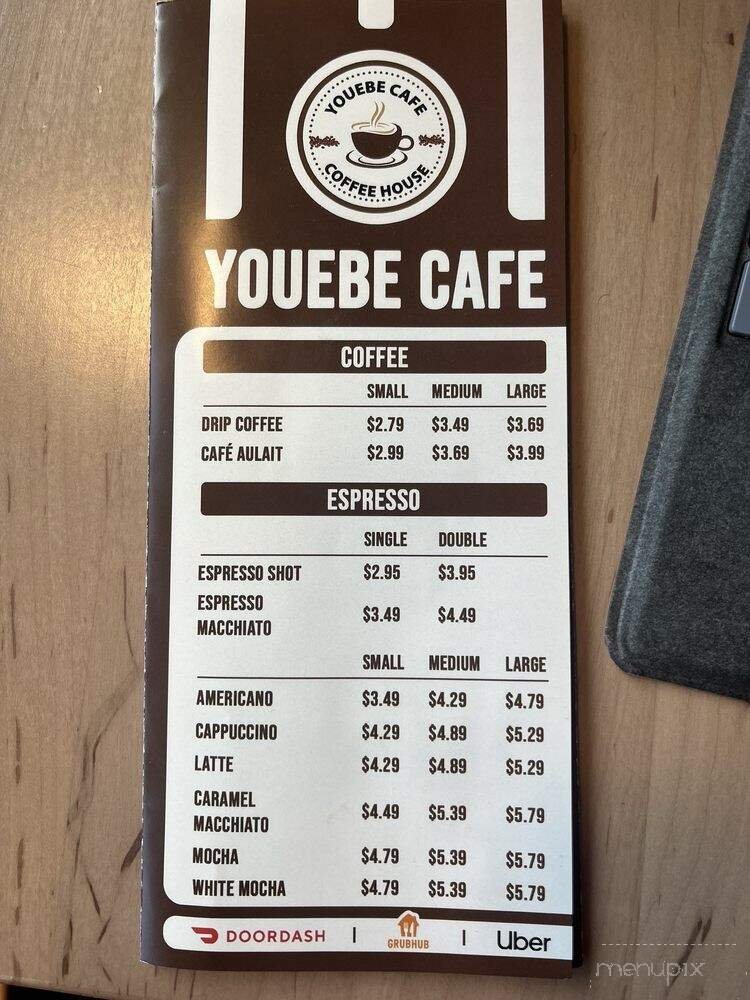 YOUEBE CAFE
COFFEE HOUSE
YOUEBE CAFE
COFFEE
SMALL MEDIUM LARGE
DRIP COFFEE $2.79 $3.49 $3.69
CAFÉ AULAIT $2.99 $3.69 $3.99
ESPRESSO
SINGLE DOUBLE
ESPRESSO SHOT $2.95 $3.95
ESPRESSO
MACCHIATO $3.49 $4.49
SMALL MEDIUM LARGE
AMERICANO $3.49 $4.29 $4.79
CAPPUCCINO $4.29 $4.89 $5.29
LATTE $4.29 $4.89 $5.29
CARAMEL
MACCHIATO $4.49 $5.39 $5.79
MOCHA $4.79 $5.39 $5.79
WHITE MOCHA $4.79 $5.39 $5.79
DOORDASH | GRUBHUB | Uber
menupix